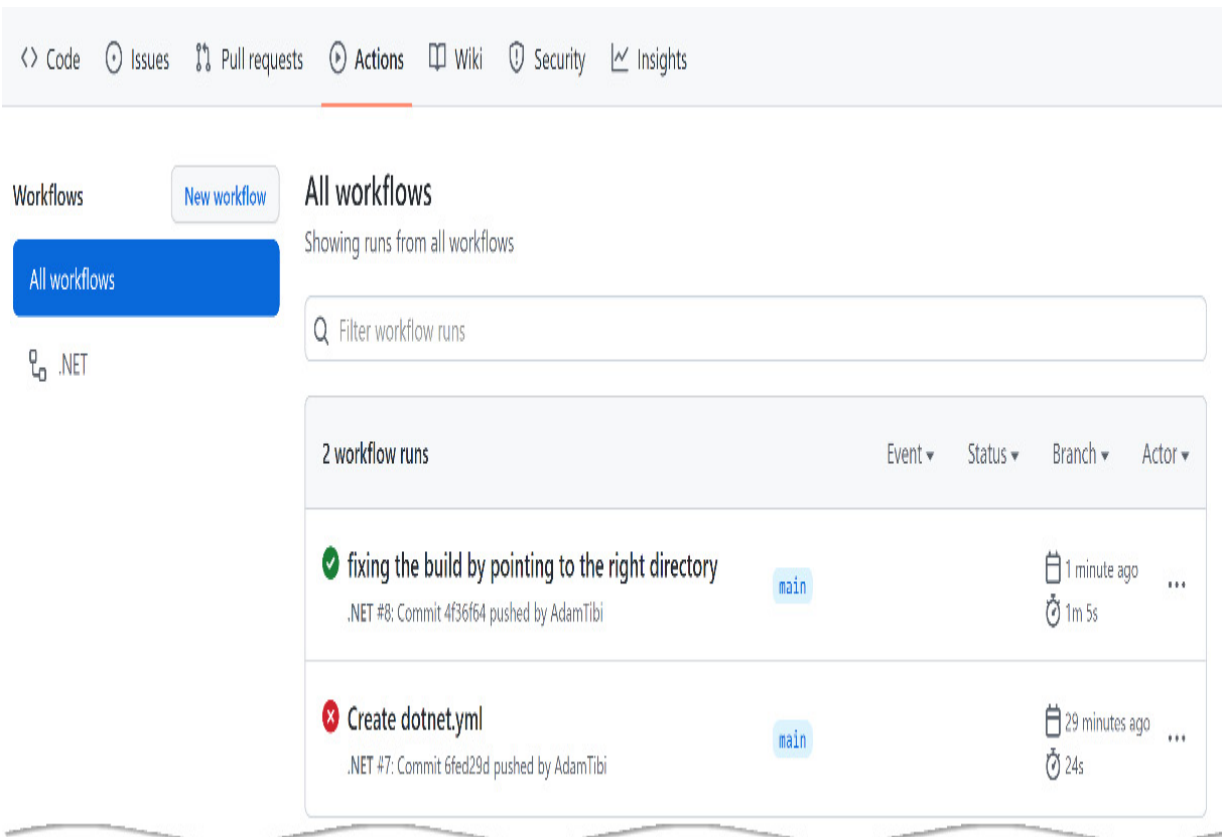 <> Code Issues Pull requests Actions Wiki Security Insights
Workflows
New workflow
All workflows
.NET
All workflows
Showing runs from all workflows
Filter workflow runs
2 workflow runs
Event Status Branch Actor
fixing the build by pointing to the right directory
.NET #8: Commit 4f36f64 pushed by AdamTibi
main
1 minute ago
1m 5s
Create dotnet.yml
.NET #7: Commit 6fed29d pushed by AdamTibi
main
29 minutes ago
24s